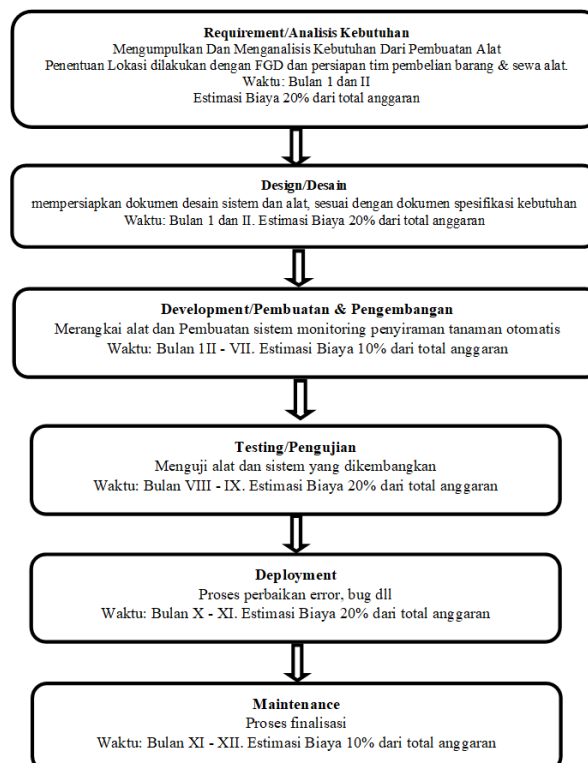 Requirement/Analisis Kebutuhan
Mengumpulkan Dan Menganalisis Kebutuhan Dari Pembuatan Alat
Penentuan Lokasi dilakukan dengan FGD dan persiapan tim pembelian barang & sewa alat.
Waktu: Bulan 1 dan II
Estimasi Biaya 20% dari total anggaran
Design/Desain
mempersiapkan dokumen desain sistem dan alat, sesuai dengan dokumen spesifikasi kebutuhan
Waktu: Bulan 1 dan II. Estimasi Biaya 20% dari total anggaran
Development/Pembuatan & Pengembangan
Merangkai alat dan Pembuatan sistem monitoring penyiraman tanaman otomatis
Waktu: Bulan 1II - VII. Estimasi Biaya 10% dari total anggaran
Testing/Pengujian
Menguji alat dan sistem yang dikembangkan
Waktu: Bulan VIII - IX. Estimasi Biaya 20% dari total anggaran
Deployment
Proses perbaikan error, bug dll
Waktu: Bulan X - XI. Estimasi Biaya 20% dari total anggaran
Maintenance
Proses finalisasi
Waktu: Bulan XI - XII. Estimasi Biaya 10% dari total anggaran